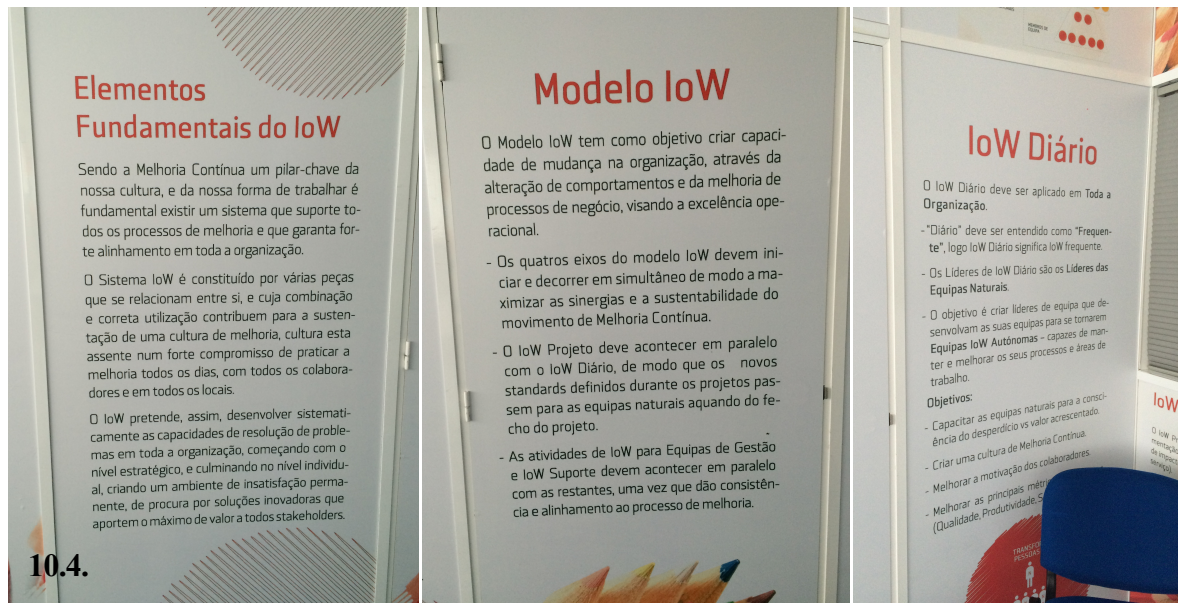 Elementos
Fundamentais do IoW
Sendo a Melhoria Contínua um pilar-chave da
nossa cultura, e da nossa forma de trabalhar é
fundamental existir um sistema que suporte to-
dos os processos de melhoria e que garanta for-
te alinhamento em toda a organização.
O Sistema IoW é constituído por várias peças
que se relacionam entre si, e cuja combinação
e correta utilização contribuem para a susten-
tação de uma cultura de melhoria, cultura esta
assente num forte compromisso de praticar a
melhoria todos os dias, com todos os colabora-
dores e em todos os locais.
O IoW pretende, assim, desenvolver sistemati-
camente as capacidades de resolução de proble-
mas em toda a organização, começando com o
nível estratégico, e culminando no nível individu-
al, criando um ambiente de insatisfação perma-
nente, de procura por soluções inovadoras que
aportem o máximo de valor a todos stakeholders.
10.4.
Modelo IoW
O Modelo IoW tem como objetivo criar capaci-
dade de mudança na organização, através da
alteração de comportamentos e da melhoria de
processos de negócio, visando a excelência ope-
racional.
- Os quatros eixos do modelo IoW devem ini-
ciar e decorrer em simultâneo de modo a ma-
ximizar as sinergias e a sustentabilidade do
movimento de Melhoria Contínua.
- O IoW Projeto deve acontecer em paralelo
com o IoW Diário, de modo que os novos
standards definidos durante os projetos pas-
sem para as equipas naturais aquando do fe-
cho do projeto.
- As atividades de IoW para Equipas de Gestão
e IoW Suporte devem acontecer em paralelo
com as restantes, uma vez que dão consistên-
cia e alinhamento ao processo de melhoria.
MEMBROS DE
EQUIPA
IoW Diário
O IoW Diário deve ser aplicado em Toda a
Organização.
- "Diário" deve ser entendido como "Frequen-
te", logo IoW Diário significa IoW frequente.
- Os Líderes de IoW Diário são os Líderes das
Equipas Naturais.
- O objetivo é criar líderes de equipa que de-
senvolvam as suas equipas para se tornarem
Equipas IoW Autónomas – capazes de man-
ter e melhorar os seus processos e áreas de
trabalho.
Objetivos:
- Capacitar as equipas naturais para a consci-
ência do desperdício vs valor acrescentado.
- Criar uma cultura de Melhoria Contínua.
- Melhorar a motivação dos colaboradores
- Melhorar as principais
(Qualidade, Produtividade,
PESSOAS
IoW
O IoW